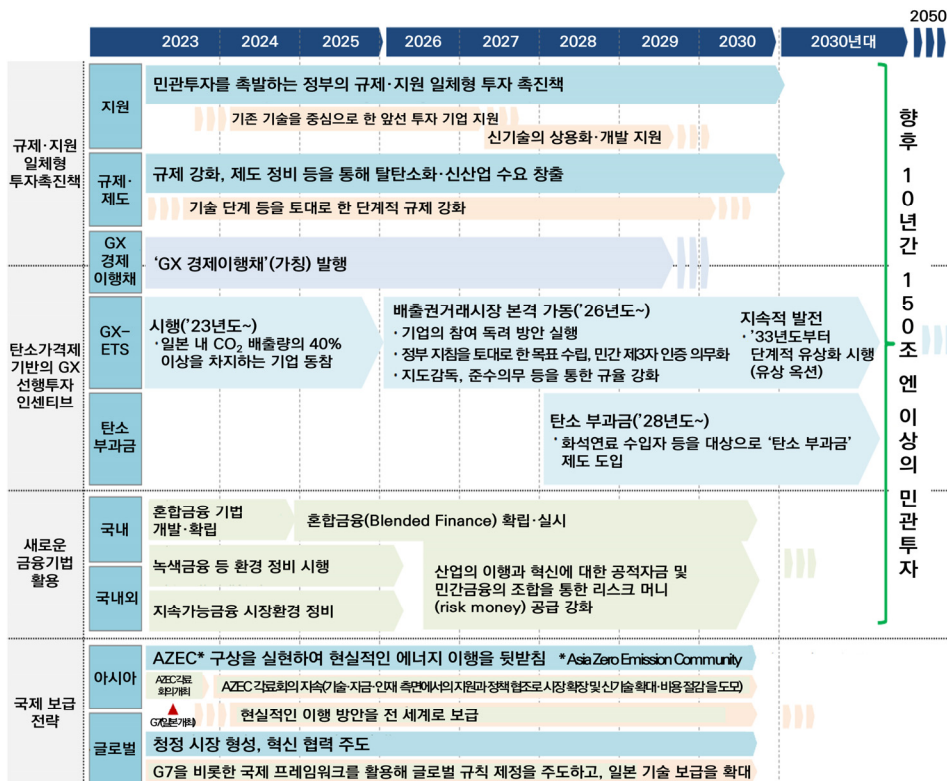 2050
2023 2024 2025 2026 2027 2028 2029 2030 2030년대
규제·지원
일체형
투자촉진책
지원
민관투자를 촉발하는 정부의 규제·지원 일체형 투자 촉진책
기존 기술을 중심으로 한 앞선 투자 기업 지원
신기술의 상용화·개발 지원
규제·
제도
규제 강화, 제도 정비 등을 통해 탈탄소화·신산업 수요 창출
기술 단계 등을 토대로 한 단계적 규제 강화
GX
경제
이행채
‘GX 경제이행채’(가칭) 발행
탄소가격제
기반의 GX
선행투자
인센티브
GX-
ETS
시행(’23년도~)
·일본 내 CO₂ 배출량의 40%
이상을 차지하는 기업 동참
배출권거래시장 본격 가동(’26년도~)
·기업의 참여 독려 방안 실행
·정부 지침을 토대로 한 목표 수립, 민간 제3자 인증 의무화
·지도감독, 준수의무 등을 통한 규율 강화
지속적 발전
·’33년도부터
단계적 유상화 시행
(유상 옥션)
탄소
부과금
탄소 부과금(’28년도~)
·화석연료 수입자 등을 대상으로 ‘탄소 부과금’
제도 도입
새로운
금융기법
활용
국내
혼합금융 기법
개발·확립
혼합금융(Blended Finance) 확립·실시
녹색금융 등 환경 정비 시행
국내외
지속가능금융 시장환경 정비
산업의 이행과 혁신에 대한 공적자금 및
민간금융의 조합을 통한 리스크 머니
(risk money) 공급 강화
국제 보급
전략
아시아
AZEC* 구상을 실현하여 현실적인 에너지 이행을 뒷받침 *Asia Zero Emission Community
AZEC각료
회의개최
AZEC 각료회의 지속(기술·자금·인재 측면에서의 지원과 정책 협조로 시장 확장 및 신기술 확대·비용 절감을 도모)
G7(일본개최)
현실적인 이행 방안을 전 세계로 보급
글로벌
청정 시장 형성, 혁신 협력 주도
G7을 비롯한 국제 프레임워크를 활용해 글로벌 규칙 제정을 주도하고, 일본 기술 보급을 확대
향후 10년간 150조 엔 이상의 민관투자